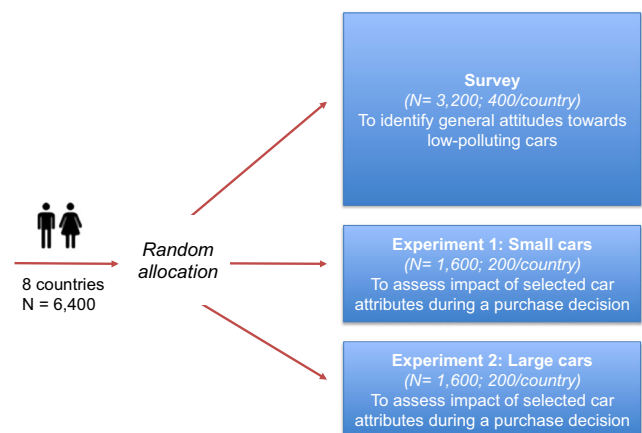 8 countries
N = 6,400
Random
allocation
Survey
(N= 3,200; 400/country)
To identify general attitudes towards
low-polluting cars
Experiment 1: Small cars
(N= 1,600; 200/country)
To assess impact of selected car
attributes during a purchase decision
Experiment 2: Large cars
(N= 1,600; 200/country)
To assess impact of selected car
attributes during a purchase decision